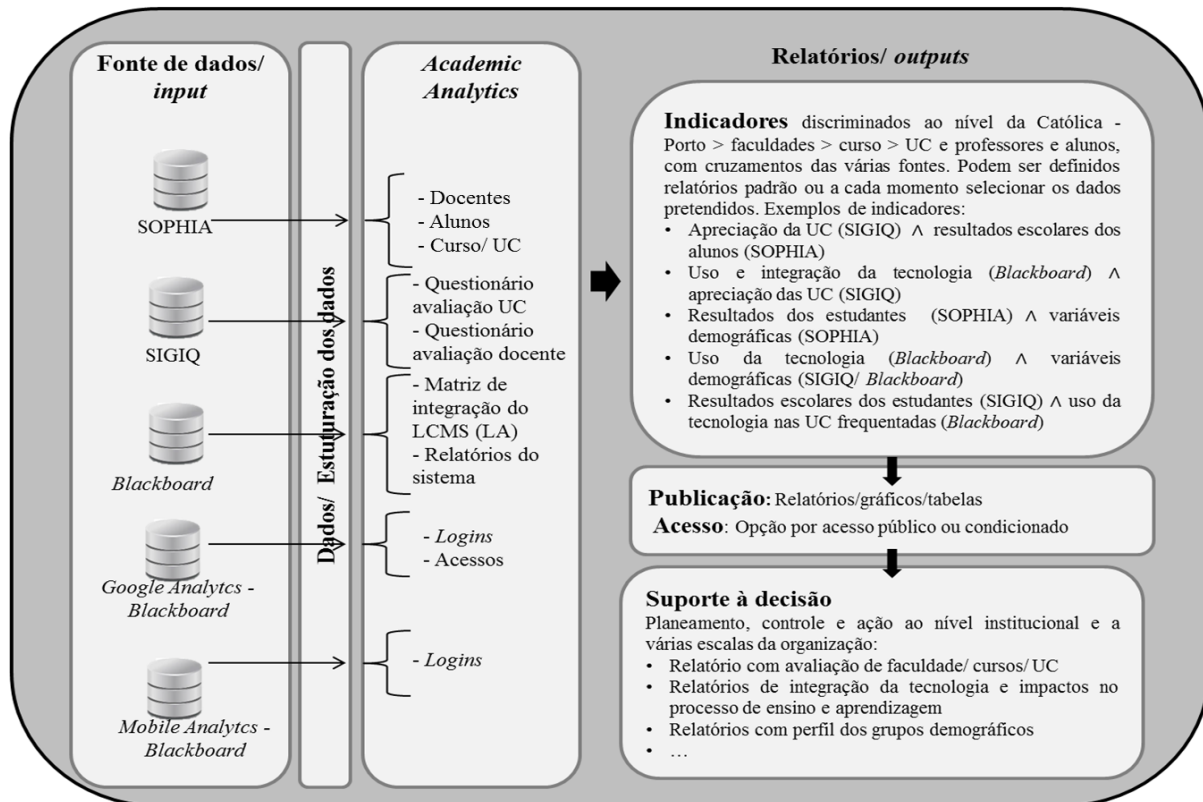 Fonte de dados/
input
SOPHIA
SIGIQ
Blackboard
Google Analytcs -
Blackboard
Mobile Analytcs -
Blackboard
Dados/ Estuturação dos dados
Academic
Analytics
- Docentes
- Alunos
- Curso/ UC
- Questionário
avaliação UC
- Questionário
avaliação docente
- Matriz de
integração do
LCMS (LA)
- Relatórios do
sistema
- Logins
- Acessos
- Logins
Relatórios/ outputs
Indicadores discriminados ao nível da Católica -
Porto > faculdades > curso > UC e professores e alunos,
com cruzamentos das várias fontes. Podem ser definidos
relatórios padrão ou a cada momento selecionar os dados
pretendidos. Exemplos de indicadores:
• Apreciação da UC (SIGIQ) ∧ resultados escolares dos
alunos (SOPHIA)
• Uso e integração da tecnologia (Blackboard) ∧
apreciação das UC (SIGIQ)
• Resultados dos estudantes (SOPHIA) ∧ variáveis
demográficas (SOPHIA)
• Uso da tecnologia (Blackboard) ∧ variáveis
demográficas (SIGIQ/ Blackboard)
• Resultados escolares dos estudantes (SIGIQ) ∧ uso da
tecnologia nas UC frequentadas (Blackboard)
Publicação: Relatórios/gráficos/tabelas
Acesso: Opção por acesso público ou condicionado
Suporte à decisão
Planeamento, controle e ação ao nível institucional e a
várias escalas da organização:
• Relatório com avaliação de faculdade/ cursos/ UC
• Relatórios de integração da tecnologia e impactos no
processo de ensino e aprendizagem
• Relatórios com perfil dos grupos demográficos
• …